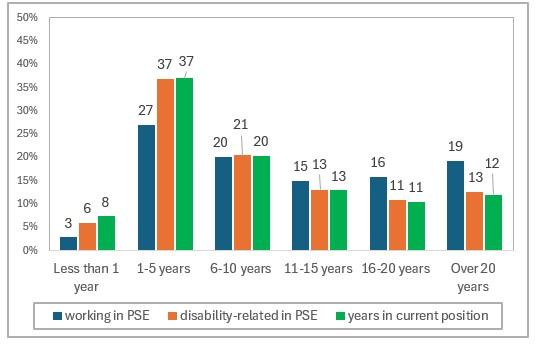 50%
45%
40%
35%
30%
25%
20%
15%
10%
5%
0%
3 6 8
27 37 37
20 21 20
15 13 13
16 11 11
19 13 12
Less than 1 year
1-5 years
6-10 years
11-15 years
16-20 years
Over 20 years
working in PSE
disability-related in PSE
years in current position